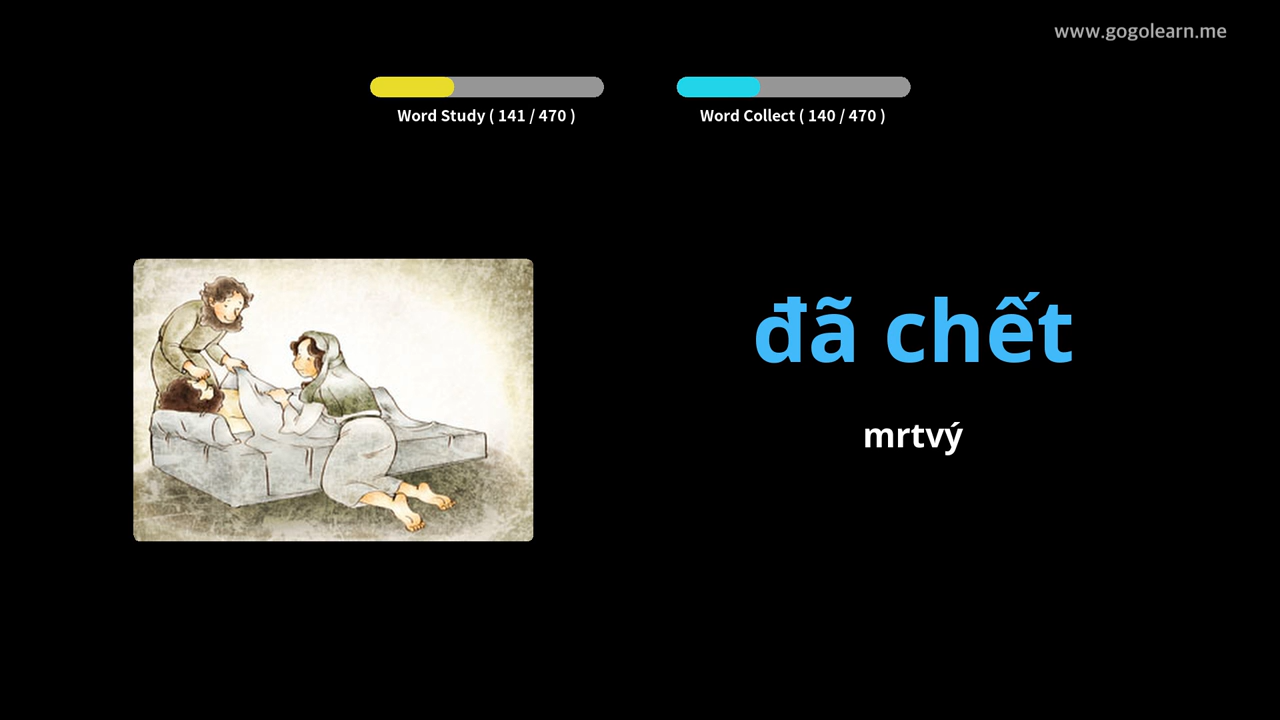 www.gogolearn.me
Word Study ( 141 / 470 )
Word Collect ( 140 / 470 )
đã chết
mrtvý